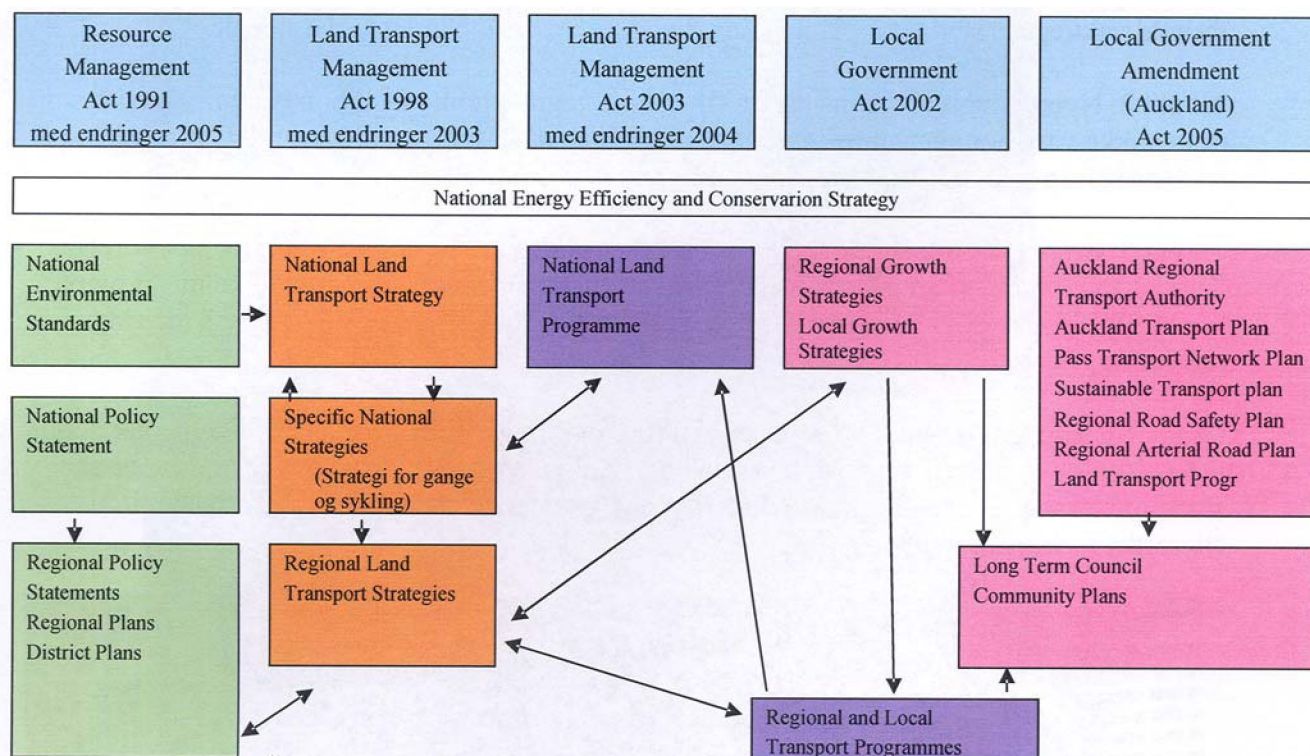 Resource
Management
Act 1991
med endringer 2005
Land Transport
Management
Act 1998
med endringer 2003
Land Transport
Management
Act 2003
med endringer 2004
Local
Government
Act 2002
Local Government
Amendment
(Auckland)
Act 2005
National Energy Efficiency and Conservarion Strategy
National
Environmental
Standards
National Land
Transport Strategy
National Land
Transport
Programme
Regional Growth
Strategies
Local Growth
Strategies
Auckland Regional
Transport Authority
Auckland Transport Plan
Pass Transport Network Plan
Sustainable Transport plan
Regional Road Safety Plan
Regional Arterial Road Plan
Land Transport Progr
National Policy
Statement
Specific National
Strategies
(Strategi for gange
og sykling)
Regional Policy
Statements
Regional Plans
District Plans
Regional Land
Transport Strategies
Long Term Council
Community Plans
Regional and Local
Transport Programmes